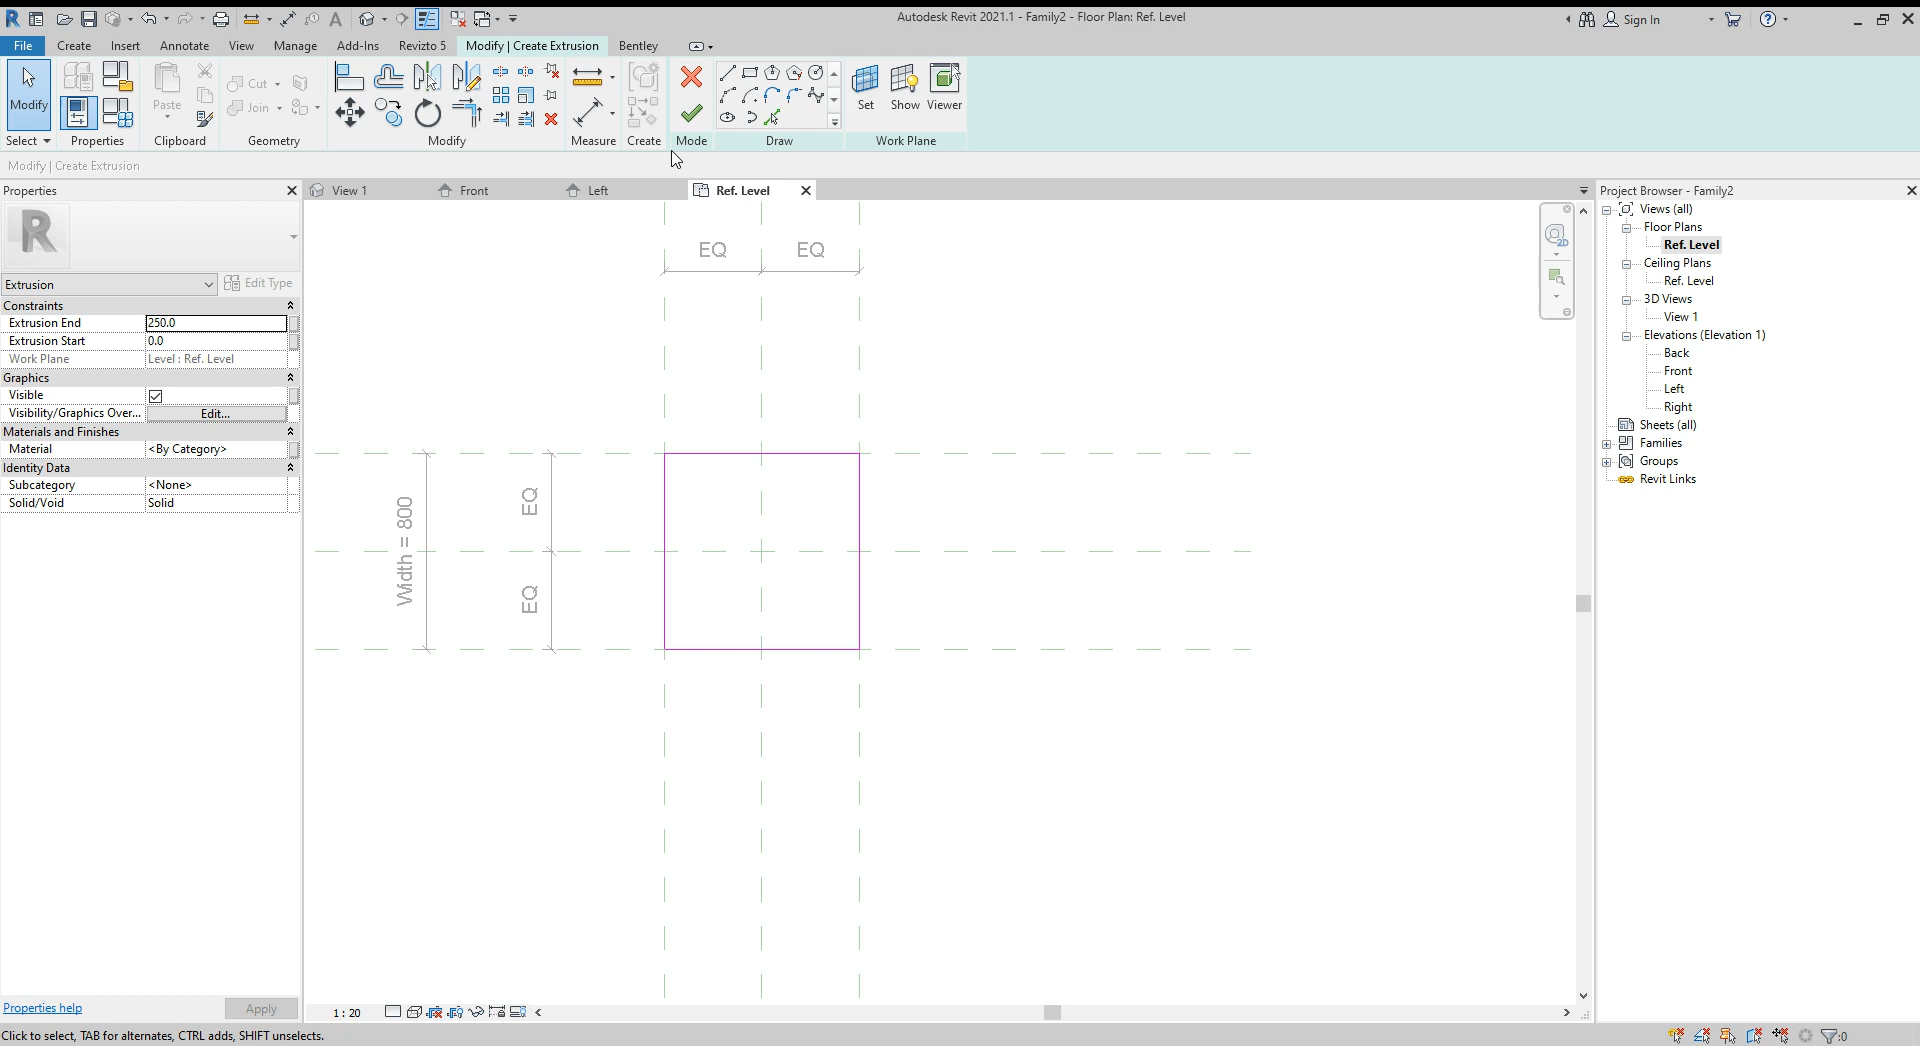 Autodesk Revit 2021.1 - Family2 - Floor Plan: Ref. Level
Sign In
File Create Insert Annotate View Manage Add-Ins Revizto 5 Modify | Create Extrusion Bentley
Modify
Paste
Cut
Join
Set Show Viewer
Select Properties Clipboard Geometry Modify Measure Create Mode Draw Work Plane
Modify | Create Extrusion
Properties
View 1 Front Left Ref. Level
Project Browser - Family2
Extrusion
Edit Type
Constraints
Extrusion End 250.0
Extrusion Start 0.0
Work Plane Level : Ref. Level
Graphics
Visible
Visibility/Graphics Over... Edit...
Materials and Finishes
Material <By Category>
Identity Data
Subcategory <None>
Solid/Void Solid
Properties help
Apply
EQ EQ
Width = 800
EQ
EQ
1 : 20
Views (all)
Floor Plans
Ref. Level
Ceiling Plans
Ref. Level
3D Views
View 1
Elevations (Elevation 1)
Back
Front
Left
Right
Sheets (all)
Families
Groups
Revit Links
2D
Click to select, TAB for alternates, CTRL adds, SHIFT unselects.
:0